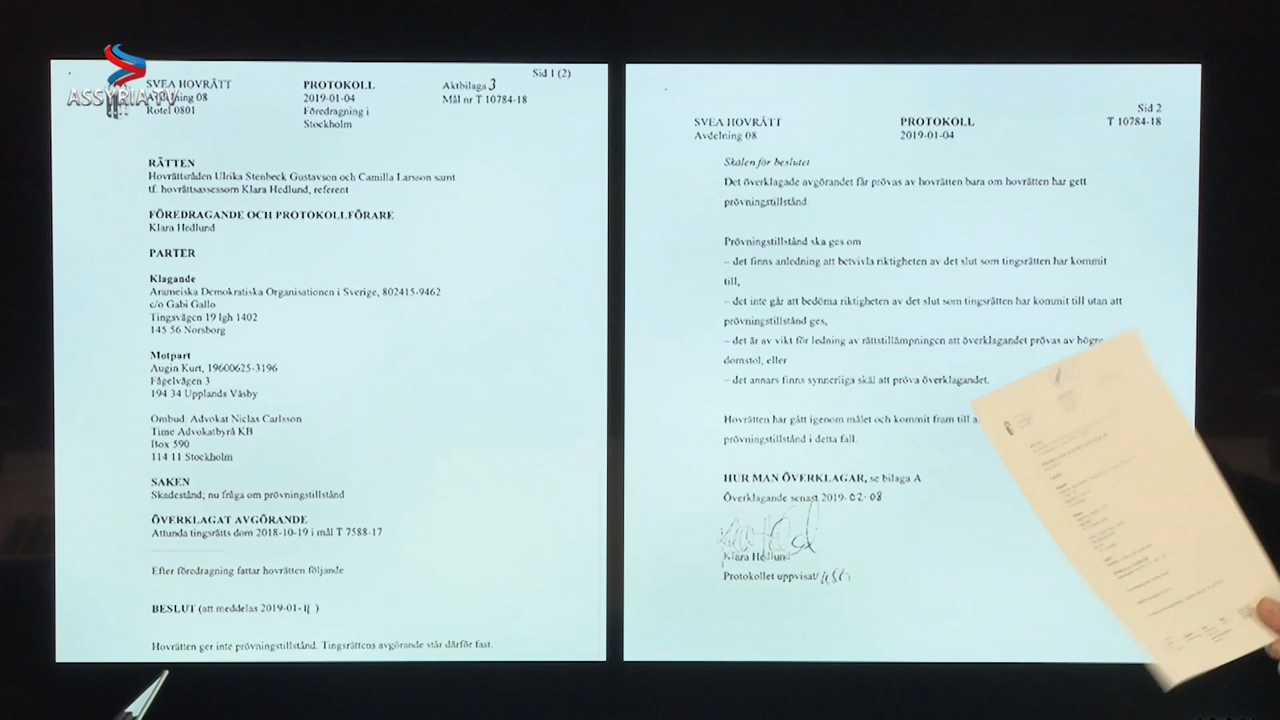 ASSYRIA TV
Sid 1 (2)
SVEA HOVRÄTT
PROTOKOLL
Aktbilaga 3
Avdelning 08
2019-01-04
Mål nr T 10784-18
Rotel 0801
Föredragning i
Stockholm
RÄTTEN
Hovrättsråden Ulrika Stenbeck Gustavson och Camilla Larsson samt
tf. hovrättsassessorn Klara Hedlund, referent
FÖREDRAGANDE OCH PROTOKOLLFÖRARE
Klara Hedlund
PARTER
Klagande
Arameiska Demokratiska Organisationen i Sverige, 802415-9462
c/o Gabi Gallo
Tingsvägen 19 lgh 1402
145 56 Norsborg
Motpart
Augin Kurt, 19600625-3196
Fågelvägen 3
194 34 Upplands Väsby
Ombud: Advokat Niclas Carlsson
Time Advokatbyrå KB
Box 590
114 11 Stockholm
SAKEN
Skadestånd; nu fråga om prövningstillstånd
ÖVERKLAGAT AVGÖRANDE
Attunda tingsrätts dom 2018-10-19 i mål T 7588-17
Efter föredragning fattar hovrätten följande
BESLUT (att meddelas 2019-01-11 )
Hovrätten ger inte prövningstillstånd. Tingsrättens avgörande står därför fast.
Sid 2
SVEA HOVRÄTT
PROTOKOLL
T 10784-18
Avdelning 08
2019-01-04
Skälen för beslutet
Det överklagade avgörandet får prövas av hovrätten bara om hovrätten har gett
prövningstillstånd.
Prövningstillstånd ska ges om
– det finns anledning att betvivla riktigheten av det slut som tingsrätten har kommit
till,
– det inte går att bedöma riktigheten av det slut som tingsrätten har kommit till utan att
prövningstillstånd ges,
– det är av vikt för ledning av rättstillämpningen att överklagandet prövas av högre
domstol, eller
– det annars finns synnerliga skäl att pröva överklagandet.
Hovrätten har gått igenom målet och kommit fram till a
prövningstillstånd i detta fall.
HUR MAN ÖVERKLAGAR, se bilaga A
Överklagande senast 2019-02-08
Klara Hedlund
Protokollet uppvisat/